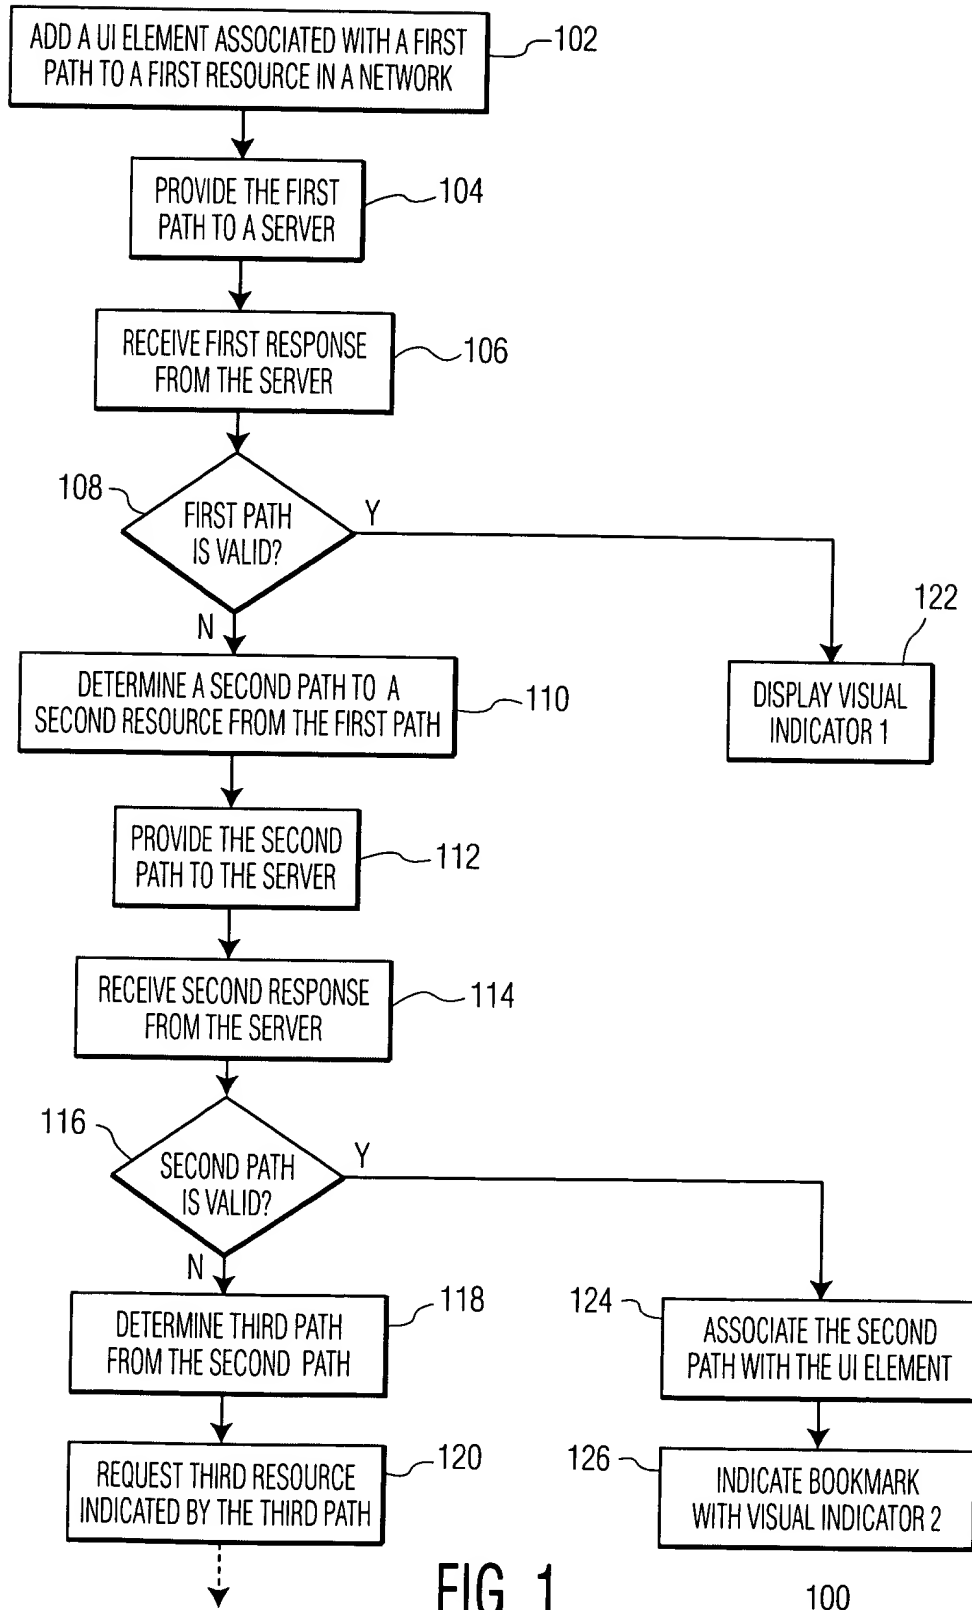 ADD A UI ELEMENT ASSOCIATED WITH A FIRST
PATH TO A FIRST RESOURCE IN A NETWORK
102
PROVIDE THE FIRST
PATH TO A SERVER
104
RECEIVE FIRST RESPONSE
FROM THE SERVER
106
108
FIRST PATH
IS VALID?
Y
N
122
DISPLAY VISUAL
INDICATOR 1
DETERMINE A SECOND PATH TO A
SECOND RESOURCE FROM THE FIRST PATH
110
PROVIDE THE SECOND
PATH TO THE SERVER
112
RECEIVE SECOND RESPONSE
FROM THE SERVER
114
116
SECOND PATH
IS VALID?
Y
N
DETERMINE THIRD PATH
FROM THE SECOND PATH
118
124
ASSOCIATE THE SECOND
PATH WITH THE UI ELEMENT
REQUEST THIRD RESOURCE
INDICATED BY THE THIRD PATH
120
126
INDICATE BOOKMARK
WITH VISUAL INDICATOR 2
FIG 1
100